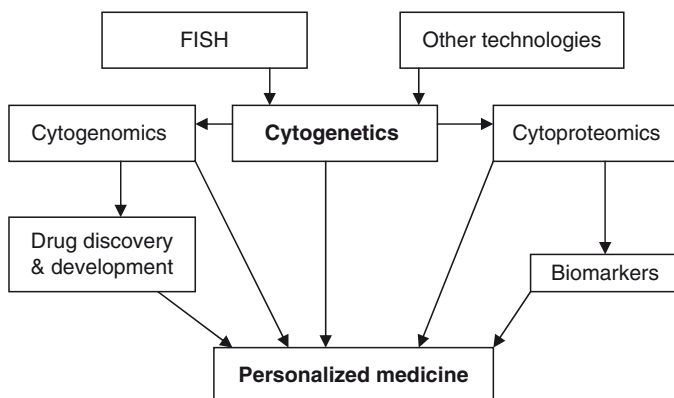 FISH
Other technologies
Cytogenomics
Cytogenetics
Cytoproteomics
Drug discovery
& development
Biomarkers
Personalized medicine